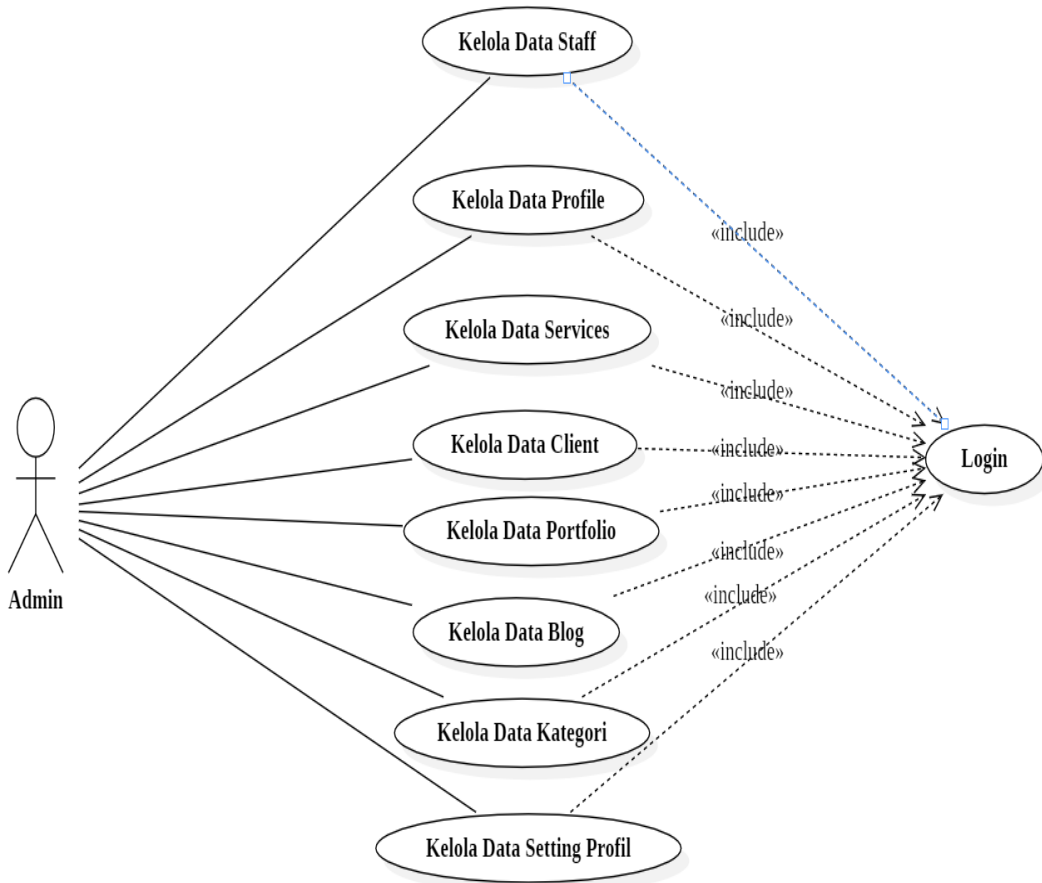 Kelola Data Staff
Kelola Data Profile
«include»
«include»
Kelola Data Services
«include»
Kelola Data Client
«include»
Login
«include»
Kelola Data Portfolio
«include»
Admin
«include»
Kelola Data Blog
«include»
Kelola Data Kategori
Kelola Data Setting Profil